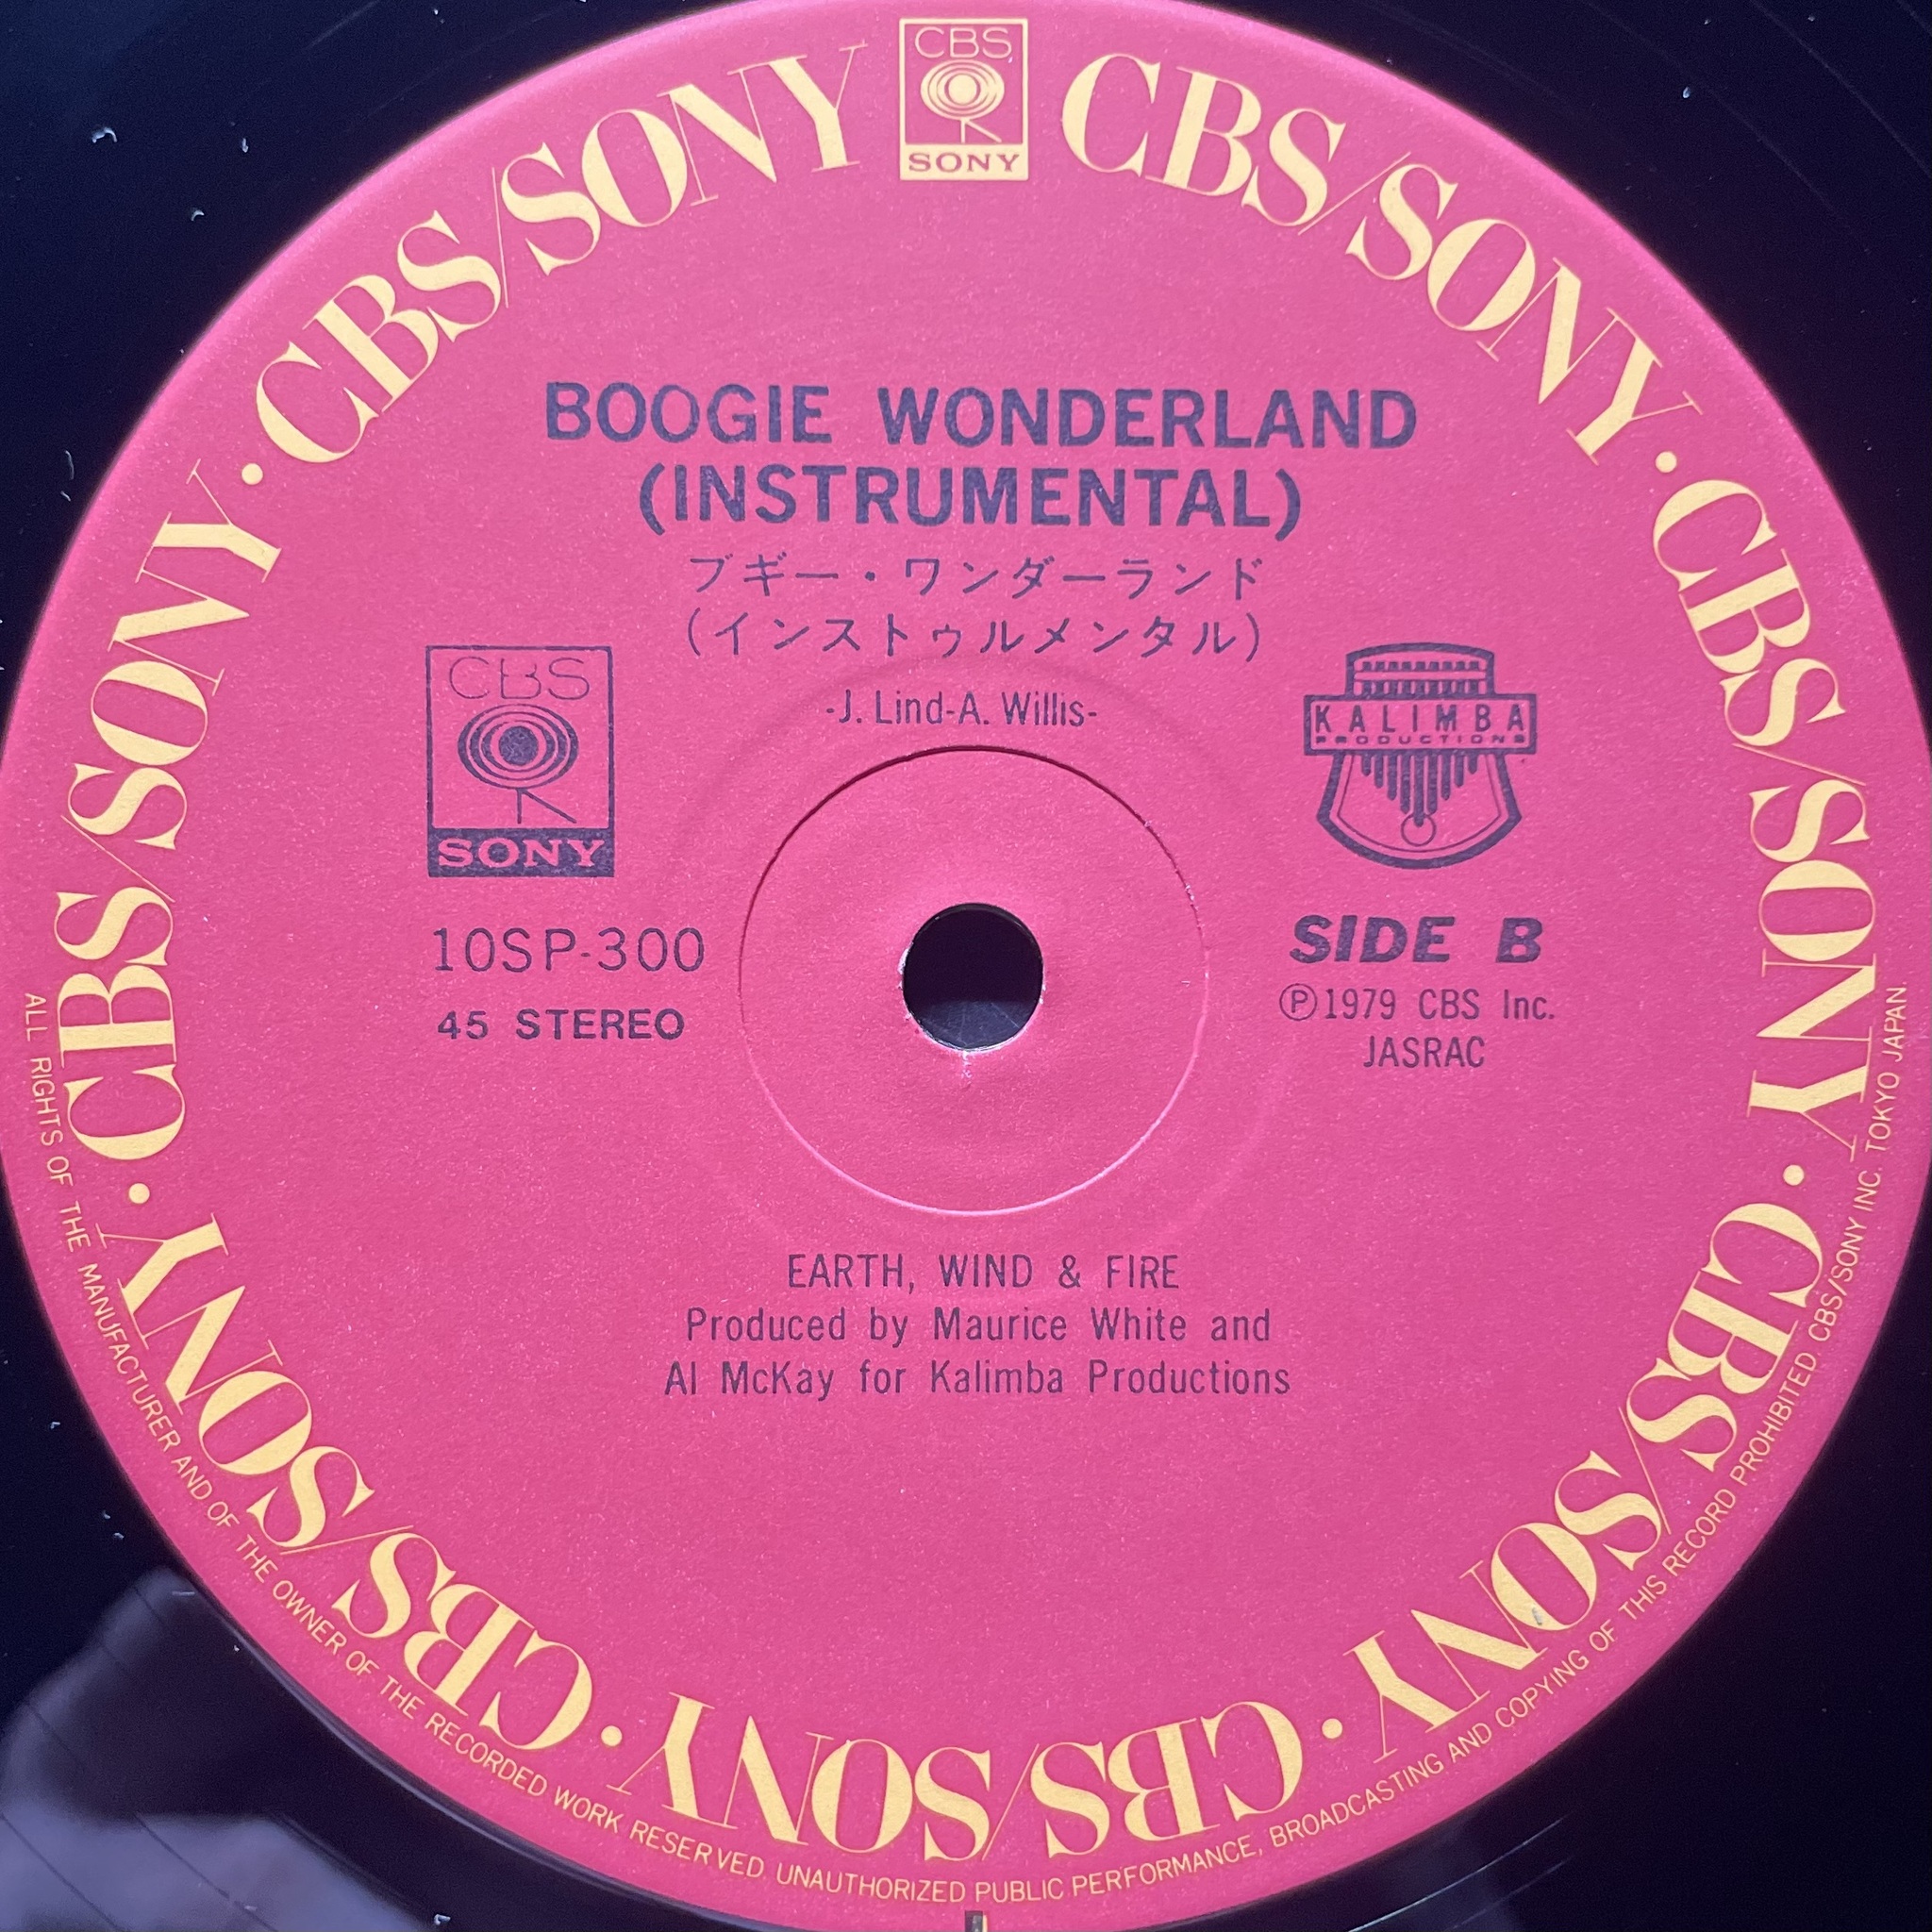 CBS
SONY
CBS/SONY · CBS/SONY · CBS/SONY · CBS/SONY · CBS/SONY · CBS/SONY · CBS/SONY
BOOGIE WONDERLAND
(INSTRUMENTAL)
ブギー・ワンダーランド
(インストゥルメンタル)
-J. Lind-A. Willis-
CBS
SONY
KALIMBA
PRODUCTIONS
10SP-300
45 STEREO
SIDE B
Ⓟ1979 CBS Inc.
JASRAC
EARTH, WIND & FIRE
Produced by Maurice White and
Al McKay for Kalimba Productions
ALL RIGHTS OF THE MANUFACTURER AND OF THE OWNER OF THE RECORDED WORK RESERVED UNAUTHORIZED PUBLIC PERFORMANCE, BROADCASTING AND COPYING OF THIS RECORD PROHIBITED. CBS/SONY INC. TOKYO JAPAN.